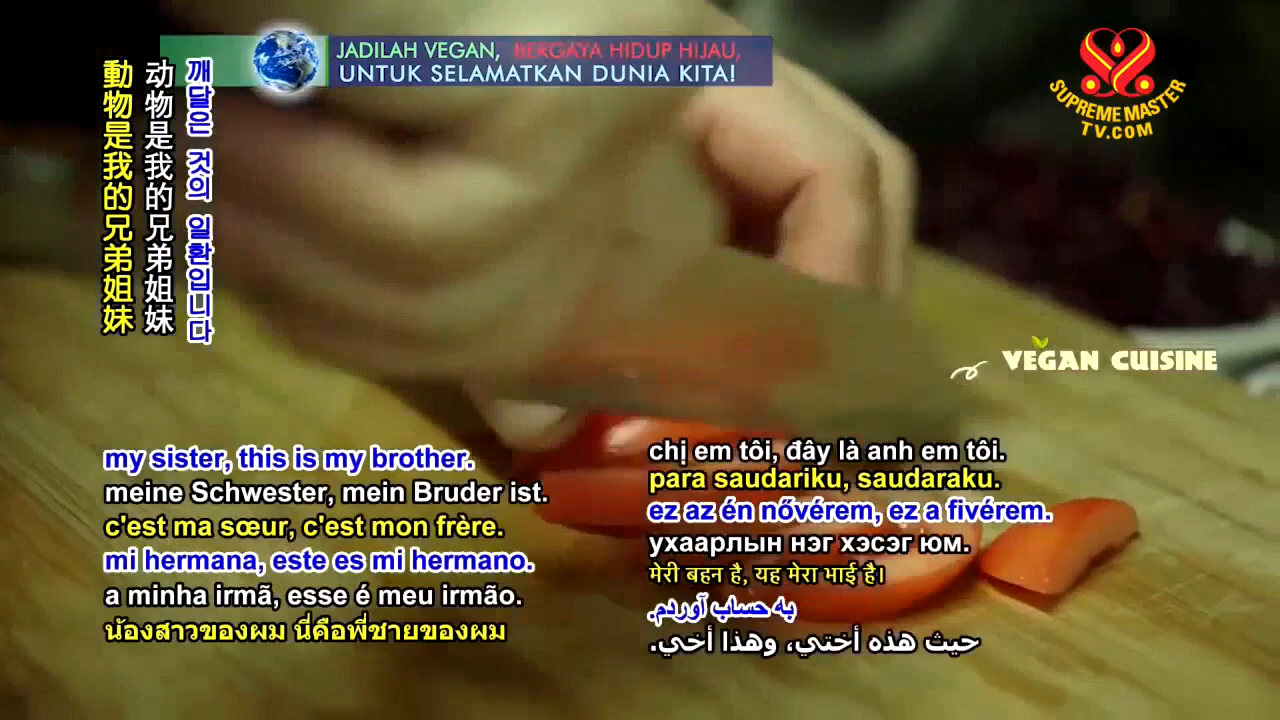 JADILAH VEGAN, BERGAYA HIDUP HIJAU,
UNTUK SELAMATKAN DUNIA KITA!
SUPREME MASTER
TV.COM
動物是我的兄弟姐妹
动物是我的兄弟姐妹
깨달은 것의 일환입니다
VEGAN CUISINE
my sister, this is my brother.
meine Schwester, mein Bruder ist.
c'est ma sœur, c'est mon frère.
mi hermana, este es mi hermano.
a minha irmã, esse é meu irmão.
น้องสาวของผม นี่คือพี่ชายของผม
chị em tôi, đây là anh em tôi.
para saudariku, saudaraku.
ez az én nővérem, ez a fivérem.
ухаарлын нэг хэсэг юм.
मेरी बहन है, यह मेरा भाई है।
به حساب آوردم.
حيث هذه أختي، وهذا أخي.